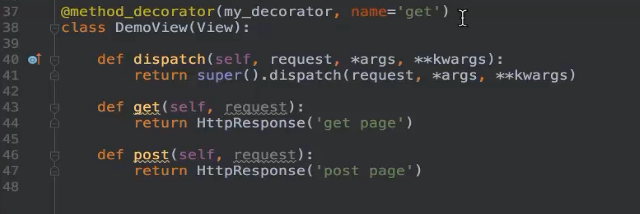 37 @method_decorator(my_decorator, name='get')
38 class DemoView(View):
39
40 def dispatch(self, request, *args, **kwargs):
41 return super().dispatch(request, *args, **kwargs)
42
43 def get(self, request):
44 return HttpResponse('get page')
45
46 def post(self, request):
47 return HttpResponse('post page')
48